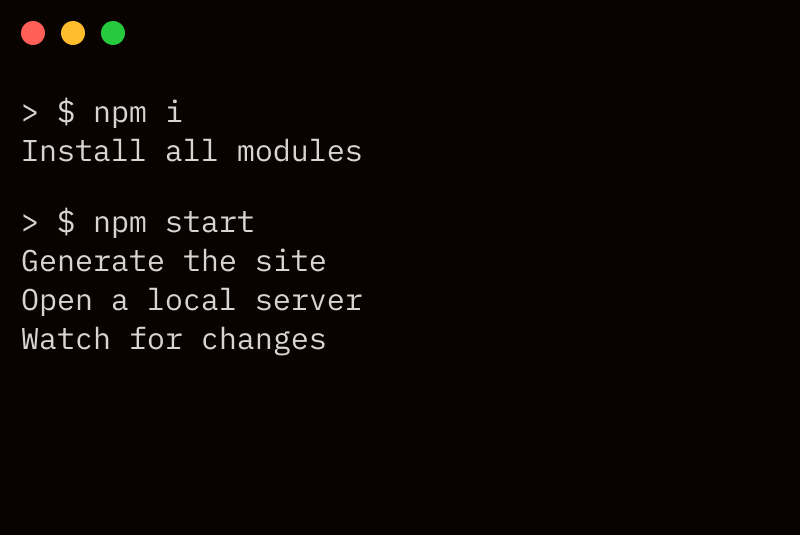 > $ npm i
Install all modules
> $ npm start
Generate the site
Open a local server
Watch for changes